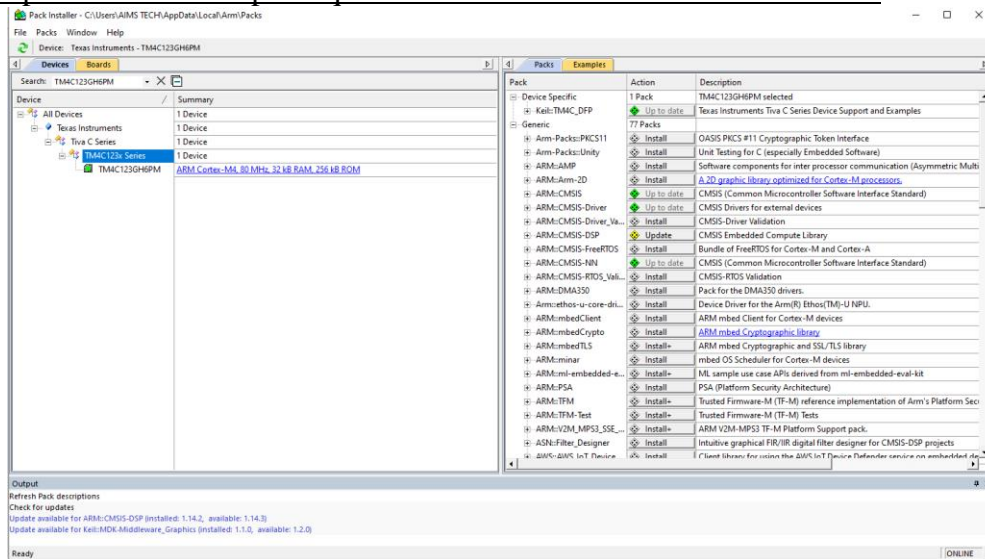 Pack Installer - C:\Users\AIMS TECH\AppData\Local\Arm\Packs
File Packs Window Help
Device: Texas Instruments - TM4C123GH6PM
Devices Boards
Search: TM4C123GH6PM
Device / Summary
All Devices 1 Device
Texas Instruments 1 Device
Tiva C Series 1 Device
TM4C123x Series 1 Device
TM4C123GH6PM ARM Cortex-M4, 80 MHz, 32 kB RAM, 256 kB ROM
Packs Examples
Pack Action Description
Device Specific 1 Pack TM4C123GH6PM selected
Keil::TM4C_DFP Up to date Texas Instruments Tiva C Series Device Support and Examples
Generic 77 Packs
Arm-Packs::PKCS11 Install OASIS PKCS #11 Cryptographic Token Interface
Arm-Packs::Unity Install Unit Testing for C (especially Embedded Software)
ARM::AMP Install Software components for inter processor communication (Asymmetric Multi
ARM::Arm-2D Install A 2D graphic library optimized for Cortex-M processors.
ARM::CMSIS Up to date CMSIS (Common Microcontroller Software Interface Standard)
ARM::CMSIS-Driver Up to date CMSIS Drivers for external devices
ARM::CMSIS-Driver_Va... Install CMSIS-Driver Validation
ARM::CMSIS-DSP Update CMSIS Embedded Compute Library
ARM::CMSIS-FreeRTOS Install Bundle of FreeRTOS for Cortex-M and Cortex-A
ARM::CMSIS-NN Up to date CMSIS (Common Microcontroller Software Interface Standard)
ARM::CMSIS-RTOS_Vali... Install CMSIS-RTOS Validation
ARM::DMA350 Install Pack for the DMA350 drivers.
Arm::ethos-u-core-dri... Install Device Driver for the Arm(R) Ethos(TM)-U NPU.
ARM::mbedClient Install ARM mbed Client for Cortex-M devices
ARM::mbedCrypto Install ARM mbed Cryptographic library
ARM::mbedTLS Install+ ARM mbed Cryptographic and SSL/TLS library
ARM::minar Install mbed OS Scheduler for Cortex-M devices
ARM::ml-embedded-e... Install+ ML sample use case APIs derived from ml-embedded-eval-kit
ARM::PSA Install PSA (Platform Security Architecture)
ARM::TFM Install+ Trusted Firmware-M (TF-M) reference implementation of Arm's Platform Secu
ARM::TFM-Test Install+ Trusted Firmware-M (TF-M) Tests
ARM::V2M_MPS3_SSE_... Install+ ARM V2M-MPS3 TF-M Platform Support pack.
ASN::Filter_Designer Install Intuitive graphical FIR/IIR digital filter designer for CMSIS-DSP projects
AWS::AWS_IoT_Device Install Client library for using the AWS IoT Device Defender service on embedded de
Output
Refresh Pack descriptions
Check for updates
Update available for ARM::CMSIS-DSP (installed: 1.14.2, available: 1.14.3)
Update available for Keil::MDK-Middleware_Graphics (installed: 1.1.0, available: 1.2.0)
Ready ONLINE